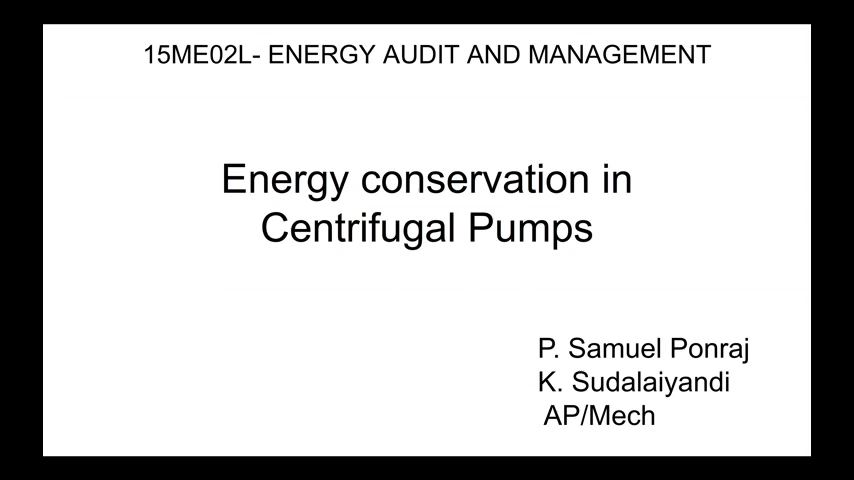 15ME02L- ENERGY AUDIT AND MANAGEMENT
Energy conservation in
Centrifugal Pumps
P. Samuel Ponraj
K. Sudalaiyandi
AP/Mech